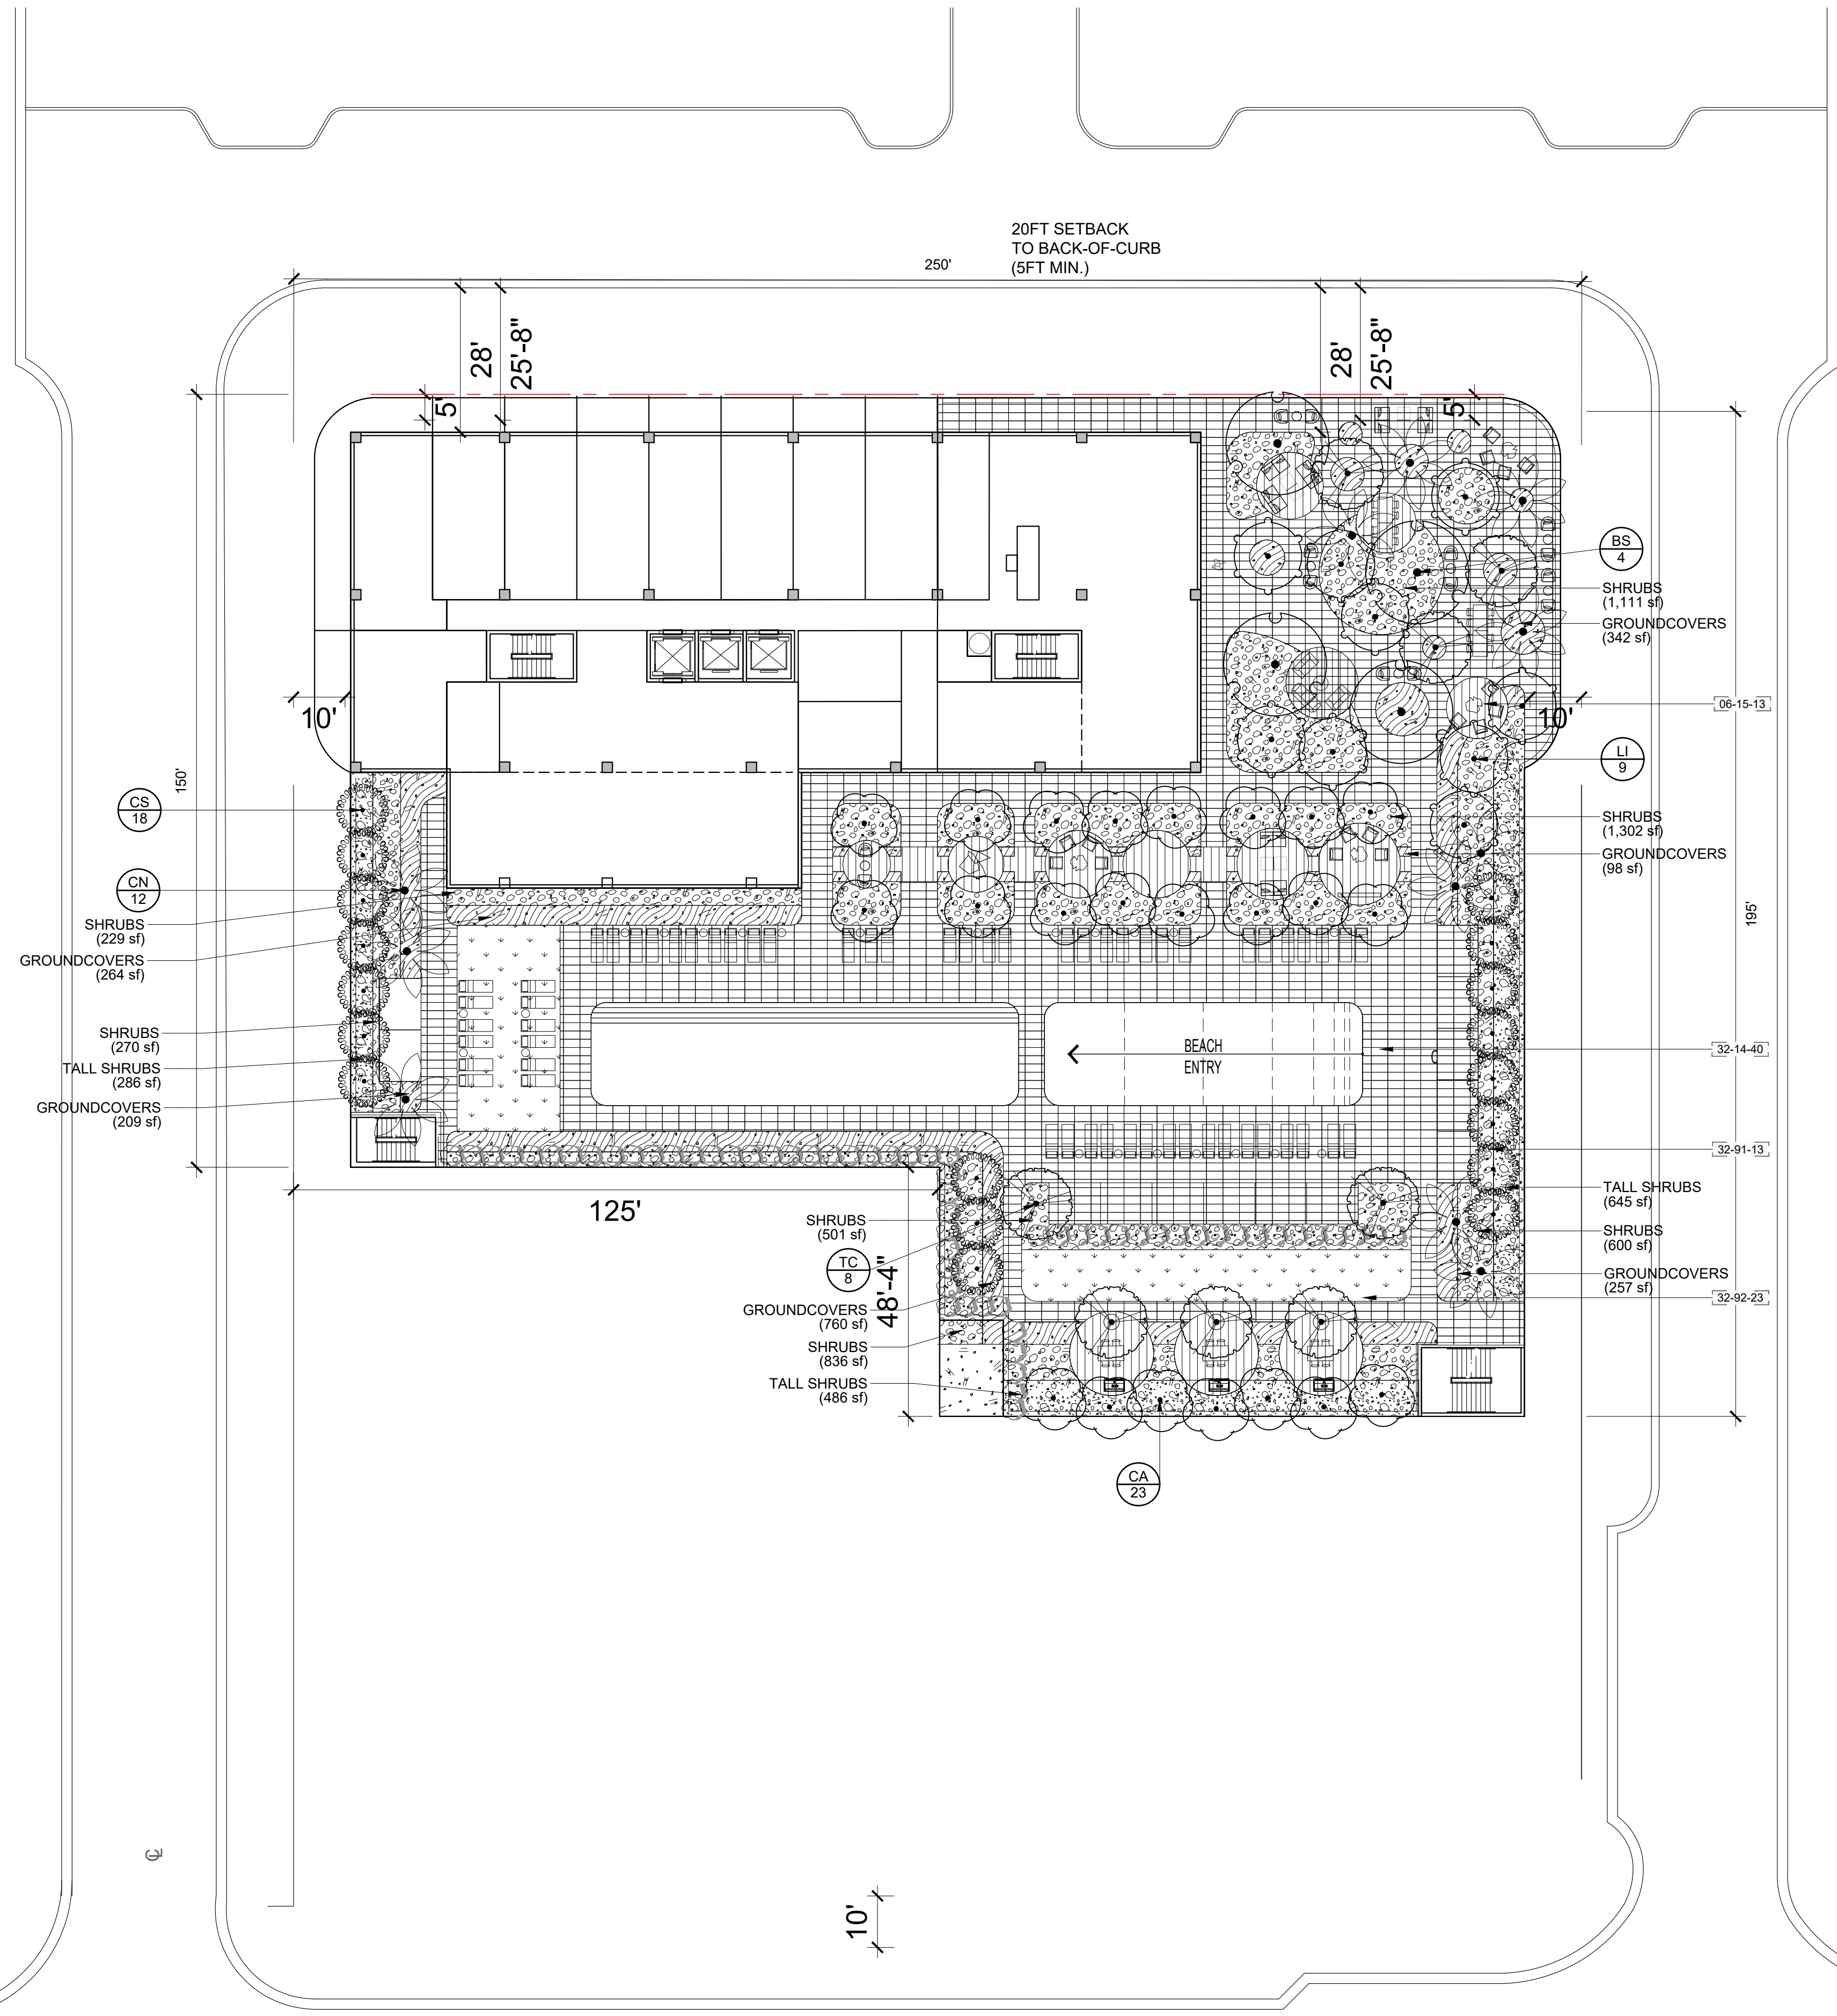 20FT SETBACK
TO BACK-OF-CURB
(5FT MIN.)
250'
28'
25'-8"
28'
25'-8"
5'
5'
BS
4
SHRUBS
(1,111 sf)
GROUNDCOVERS
(342 sf)
10'
10'
06-15-13
LI
9
150'
CS
18
SHRUBS
(1,302 sf)
GROUNDCOVERS
(98 sf)
CN
12
SHRUBS
(229 sf)
GROUNDCOVERS
(264 sf)
195'
SHRUBS
(270 sf)
TALL SHRUBS
(286 sf)
GROUNDCOVERS
(209 sf)
BEACH
ENTRY
32-14-40
32-91-13
TALL SHRUBS
(645 sf)
SHRUBS
(600 sf)
GROUNDCOVERS
(257 sf)
32-92-23
125'
SHRUBS
(501 sf)
TC
8
48'-4"
GROUNDCOVERS
(760 sf)
SHRUBS
(836 sf)
TALL SHRUBS
(486 sf)
CA
23
CL
10'